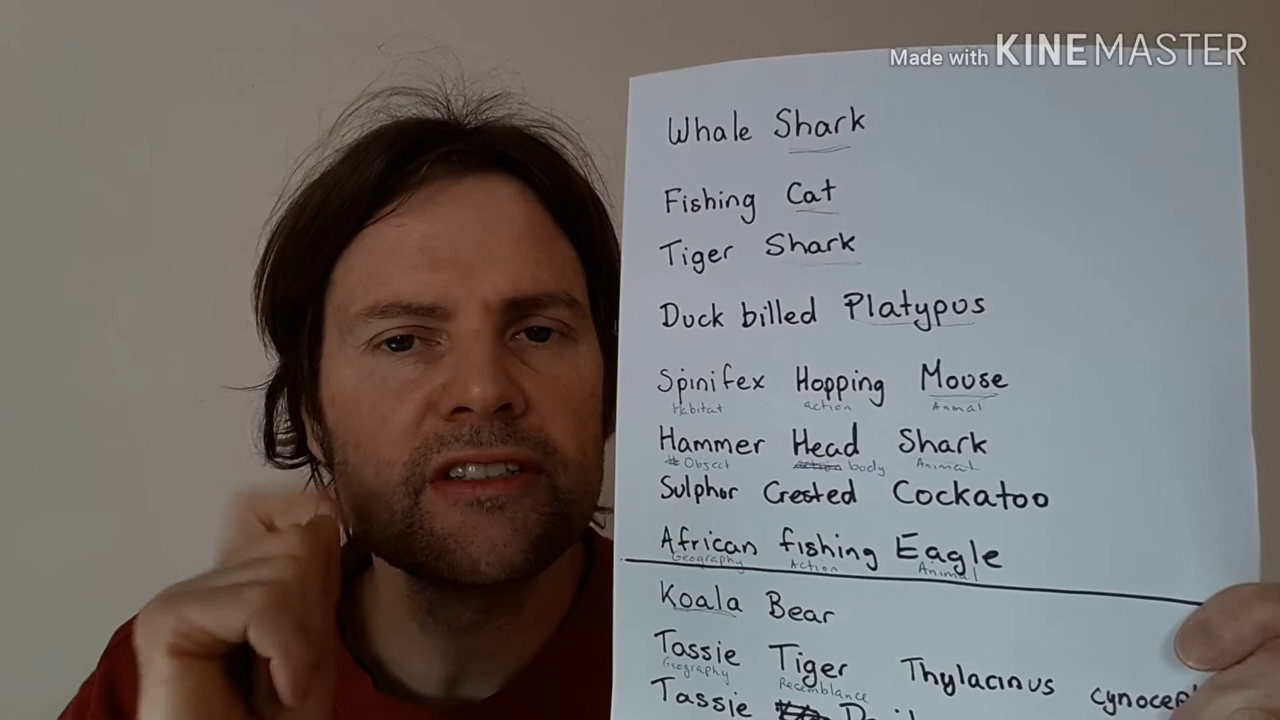 Made with KINEMASTER
Whale Shark
Fishing Cat
Tiger Shark
Duck billed Platypus
Spinifex Hopping Mouse
Habitat action Animal
Hammer Head Shark
Object body Animal
Sulphor Crested Cockatoo
African fishing Eagle
Geography Action Animal
Koala Bear
Tassie Tiger Thylacinus
Geography Resemblance
Tassie